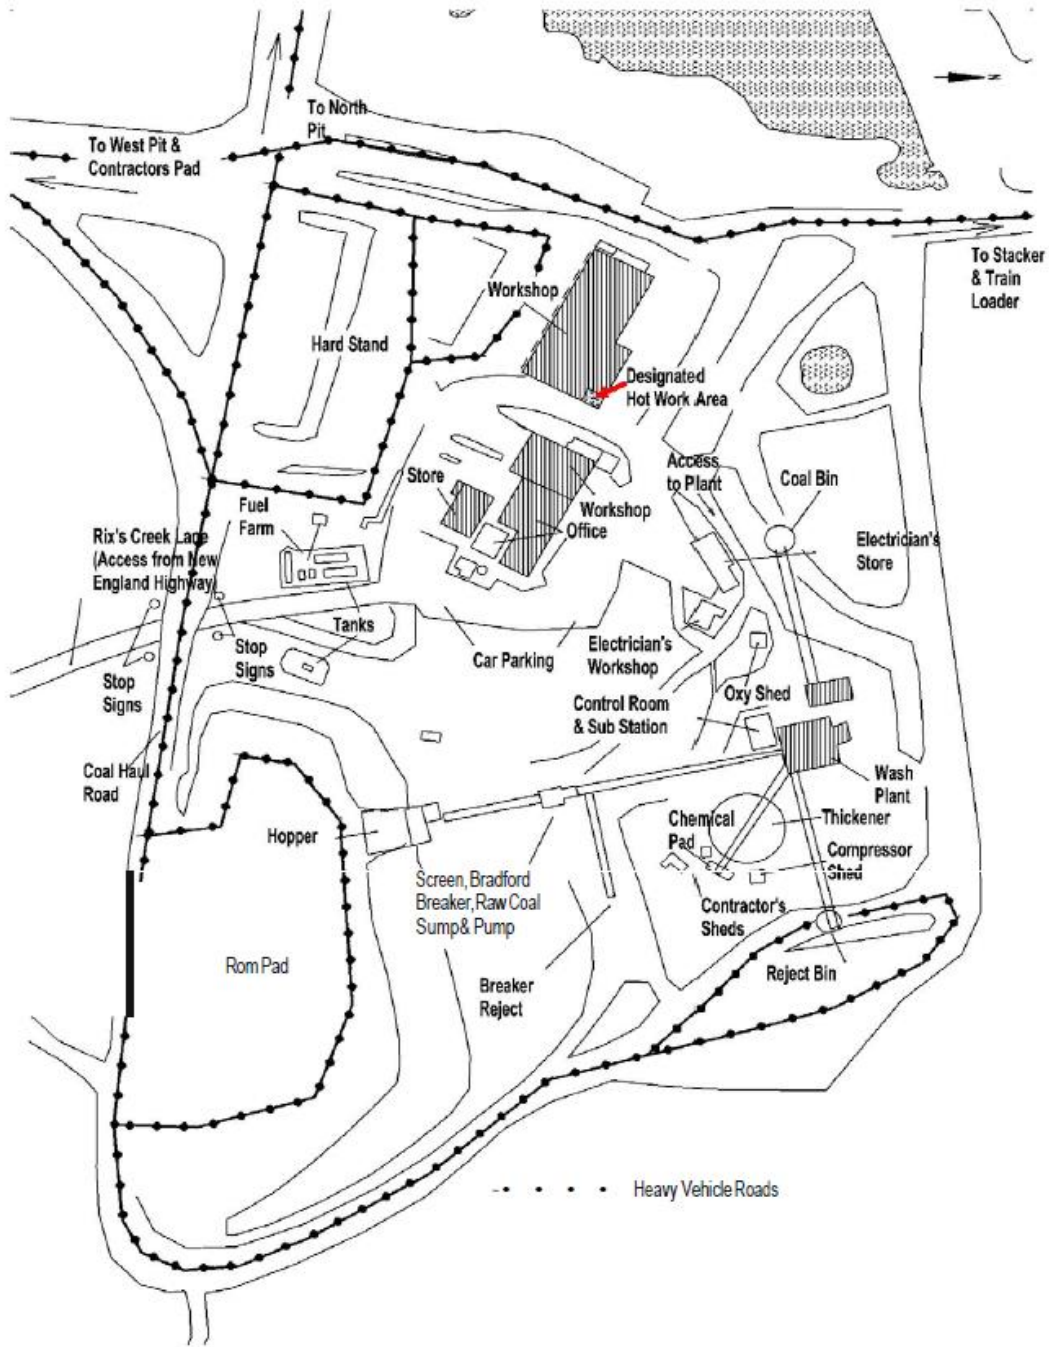 To North
Pit
To West Pit &
Contractors Pad
N
To Stacker
& Train
Loader
Workshop
Hard Stand
Designated
Hot Work Area
Access
to Plant
Coal Bin
Store
Workshop
Office
Fuel
Farm
Electrician's
Store
Rix's Creek Lane
(Access from New
England Highway)
Tanks
Stop
Signs
Car Parking
Electrician's
Workshop
Stop
Signs
Oxy Shed
Control Room
& Sub Station
Coal Haul
Road
Wash
Plant
Hopper
Chemical
Pad
Thickener
Compressor
Shed
Screen, Bradford
Breaker, Raw Coal
Sump & Pump
Contractor's
Sheds
Rom Pad
Reject Bin
Breaker
Reject
Heavy Vehicle Roads